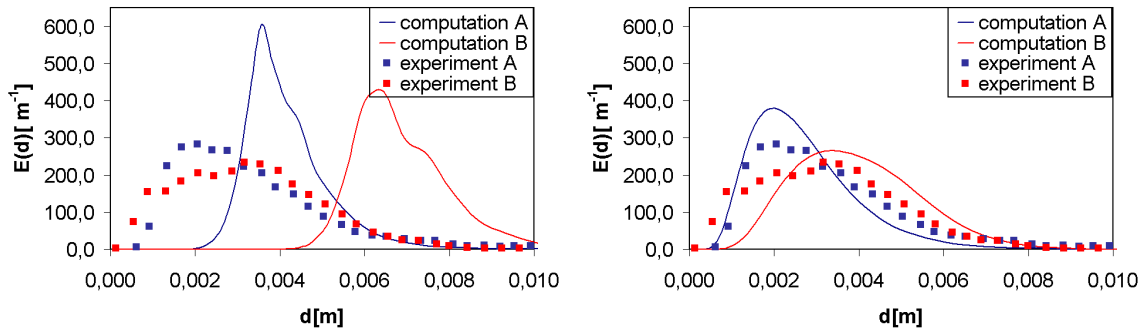 600,0
500,0
400,0
300,0
200,0
100,0
0,0
E(d)[ m⁻¹]
computation A
computation B
experiment A
experiment B
0,000 0,002 0,004 0,006 0,008 0,010
d[m]
600,0
500,0
400,0
300,0
200,0
100,0
0,0
E(d)[ m⁻¹]
computation A
computation B
experiment A
experiment B
0,000 0,002 0,004 0,006 0,008 0,010
d[m]